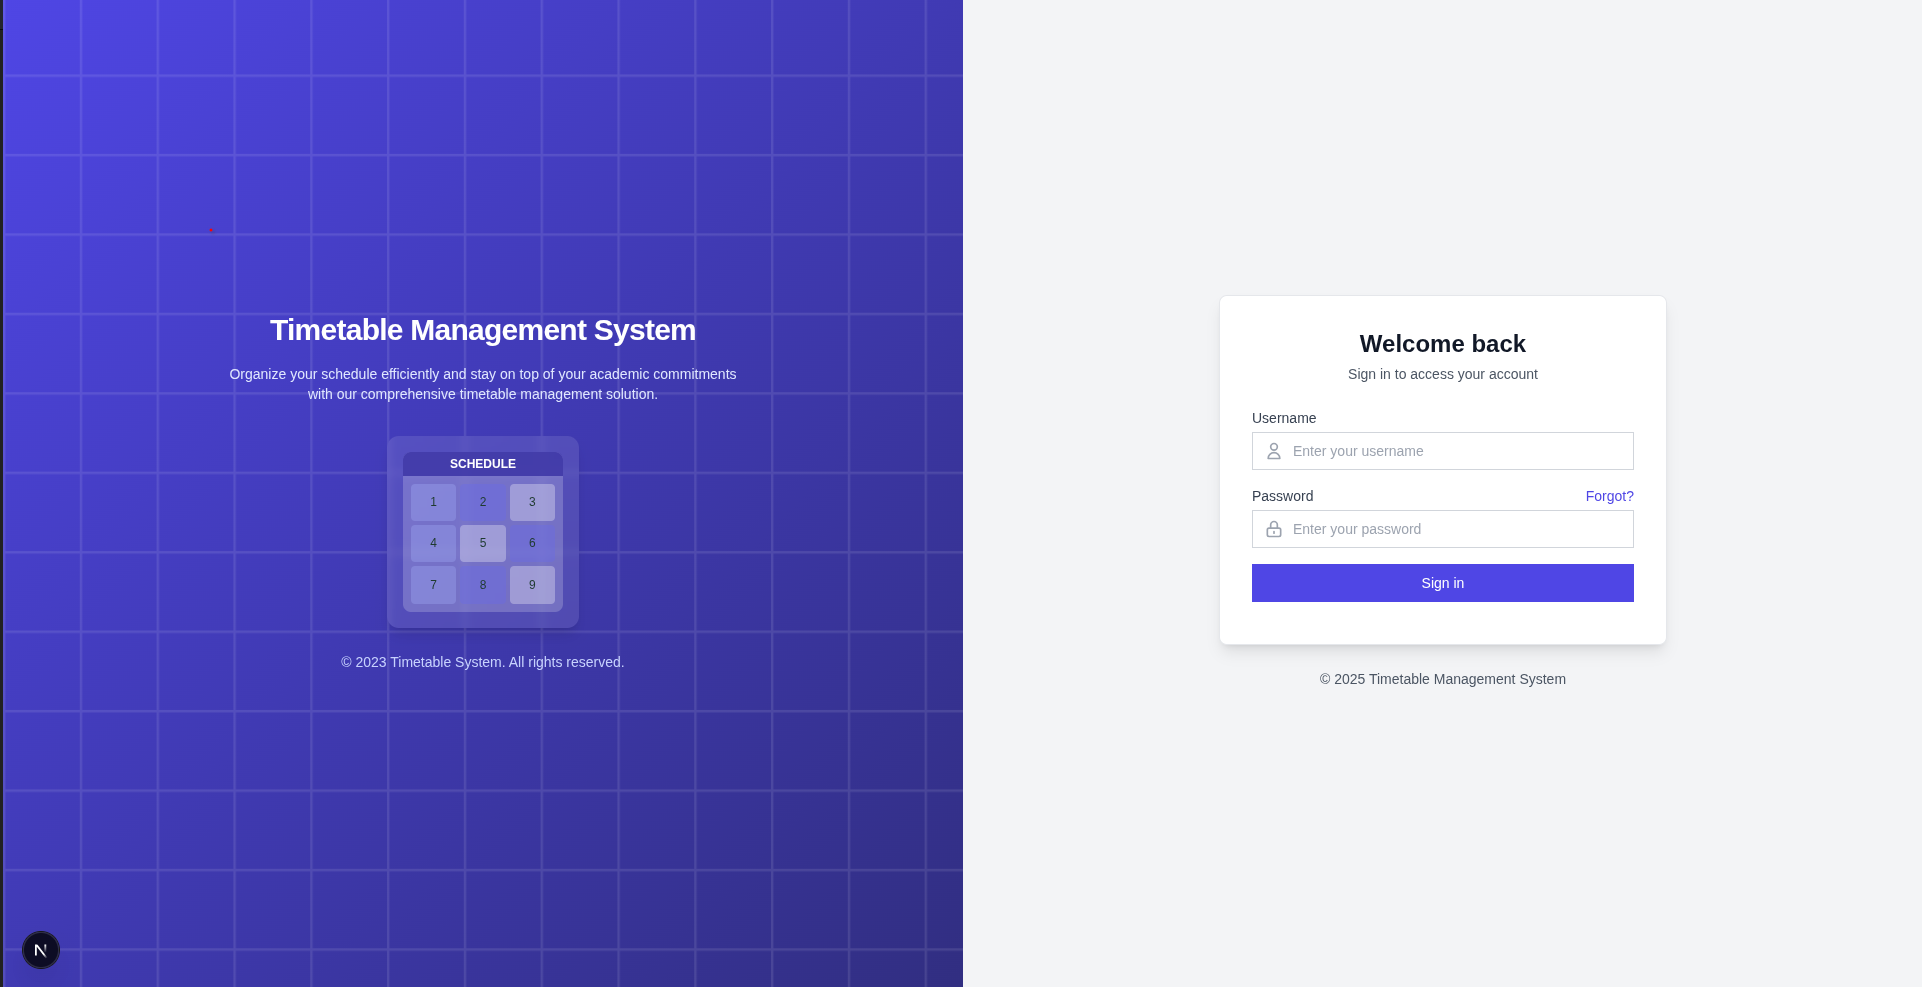 Timetable Management System
Organize your schedule efficiently and stay on top of your academic commitments
with our comprehensive timetable management solution.
SCHEDULE
1 2 3
4 5 6
7 8 9
© 2023 Timetable System. All rights reserved.
N
Welcome back
Sign in to access your account
Username
Enter your username
Password Forgot?
Enter your password
Sign in
© 2025 Timetable Management System